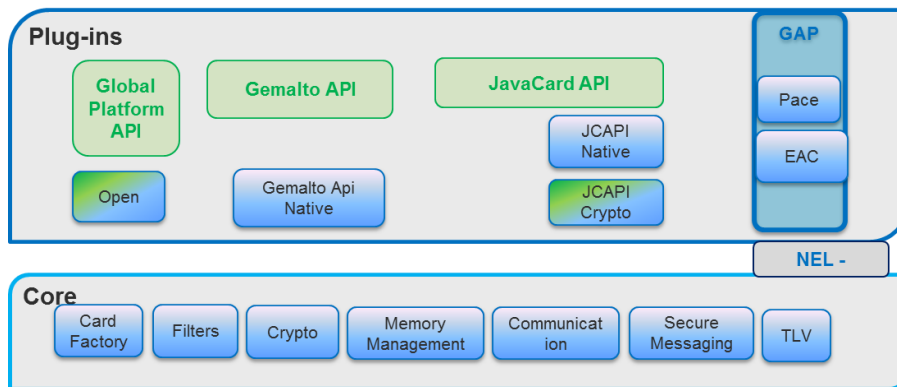 Plug-ins
GAP
Global
Platform
API
Gemalto API
JavaCard API
Pace
JCAPI
Native
EAC
Open
Gemalto Api
Native
JCAPI
Crypto
NEL -
Core
Card
Factory
Filters
Crypto
Memory
Management
Communicat
ion
Secure
Messaging
TLV